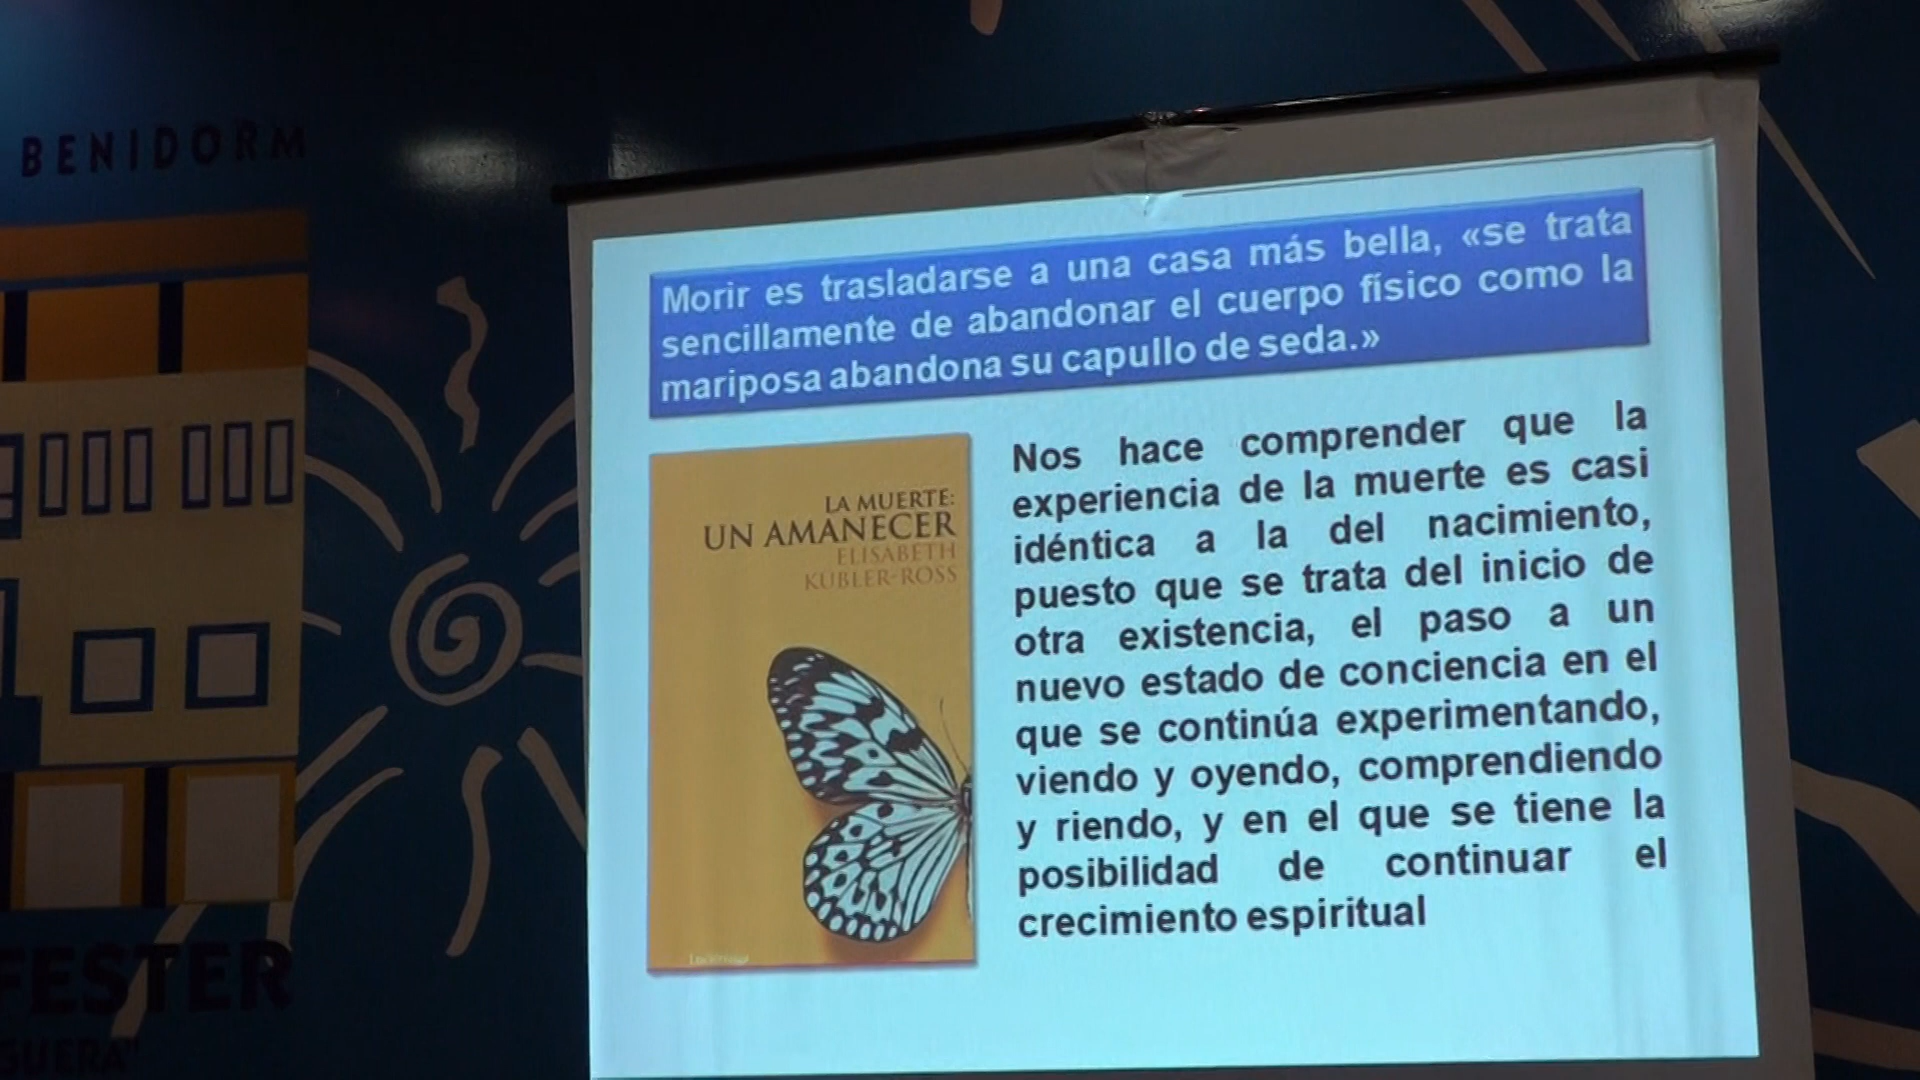 BENIDORM
Morir es trasladarse a una casa más bella, «se trata
sencillamente de abandonar el cuerpo físico como la
mariposa abandona su capullo de seda.»
LA MUERTE:
UN AMANECER
ELISABETH
KÜBLER-ROSS
Nos hace comprender que la
experiencia de la muerte es casi
idéntica a la del nacimiento,
puesto que se trata del inicio de
otra existencia, el paso a un
nuevo estado de conciencia en el
que se continúa experimentando,
viendo y oyendo, comprendiendo
y riendo, y en el que se tiene la
posibilidad de continuar el
crecimiento espiritual
FESTER
GUERA"